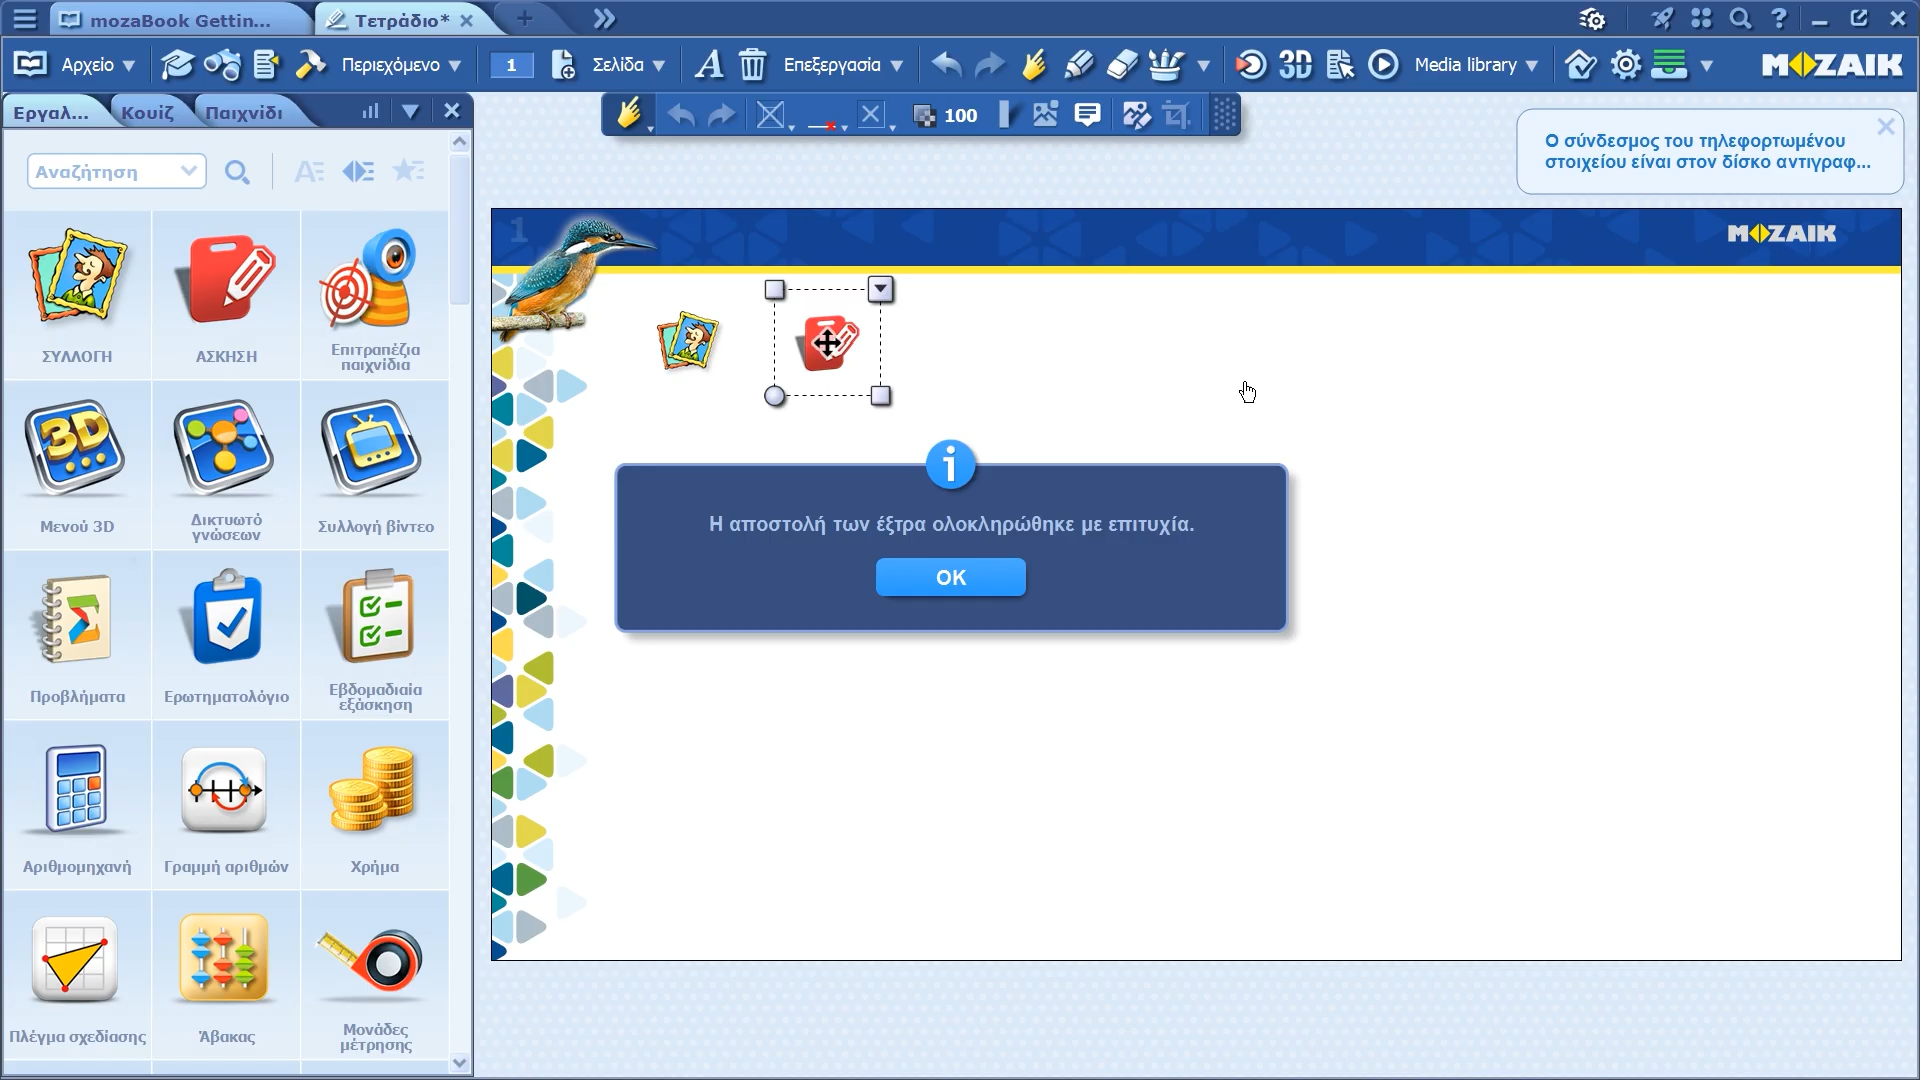 mozaBook Gettin...
Τετράδιο*
Αρχείο
Περιεχόμενο
1
Σελίδα
Επεξεργασία
3D
Media library
MOZAIK
Εργαλ...
Κουίζ
Παιχνίδι
100
Ο σύνδεσμος του τηλεφορτωμένου
στοιχείου είναι στον δίσκο αντιγραφ...
Αναζήτηση
1
MOZAIK
ΣΥΛΛΟΓΗ
ΑΣΚΗΣΗ
Επιτραπέζια
παιχνίδια
Η αποστολή των έξτρα ολοκληρώθηκε με επιτυχία.
OK
3D
Μενού 3D
Δικτυωτό
γνώσεων
Συλλογή βίντεο
Προβλήματα
Ερωτηματολόγιο
Εβδομαδιαία
εξάσκηση
Αριθμομηχανή
Γραμμή αριθμών
Χρήμα
Πλέγμα σχεδίασης
Άβακας
Μονάδες
μέτρησης